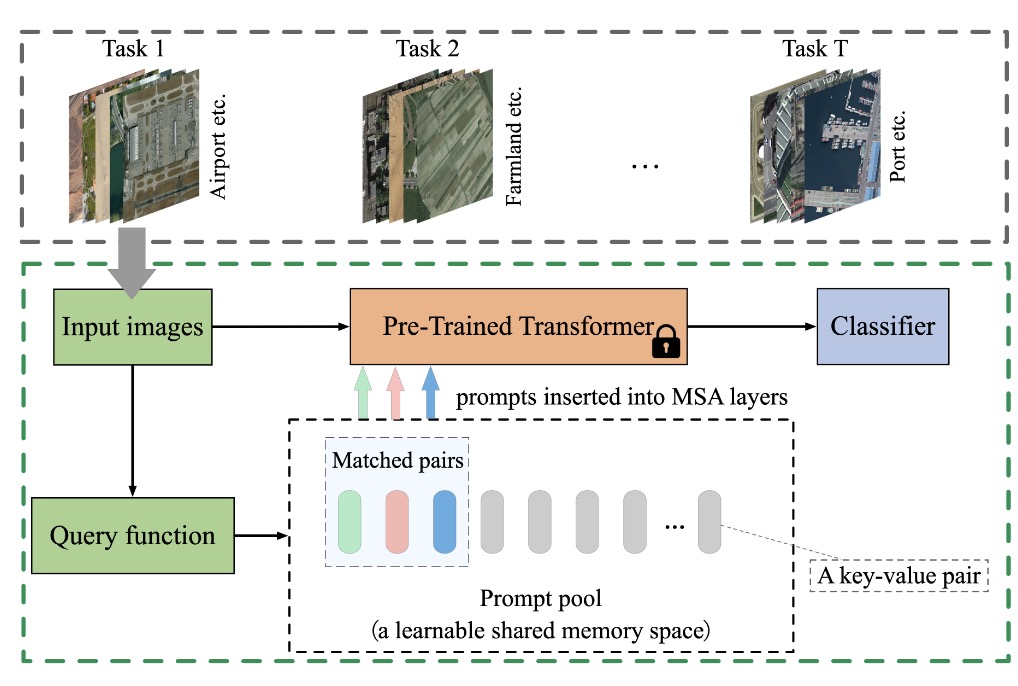 Task 1
Task 2
Task T
Airport etc.
Farmland etc.
...
Port etc.
Input images
Pre-Trained Transformer
Classifier
prompts inserted into MSA layers
Matched pairs
Query function
...
A key-value pair
Prompt pool
(a learnable shared memory space)